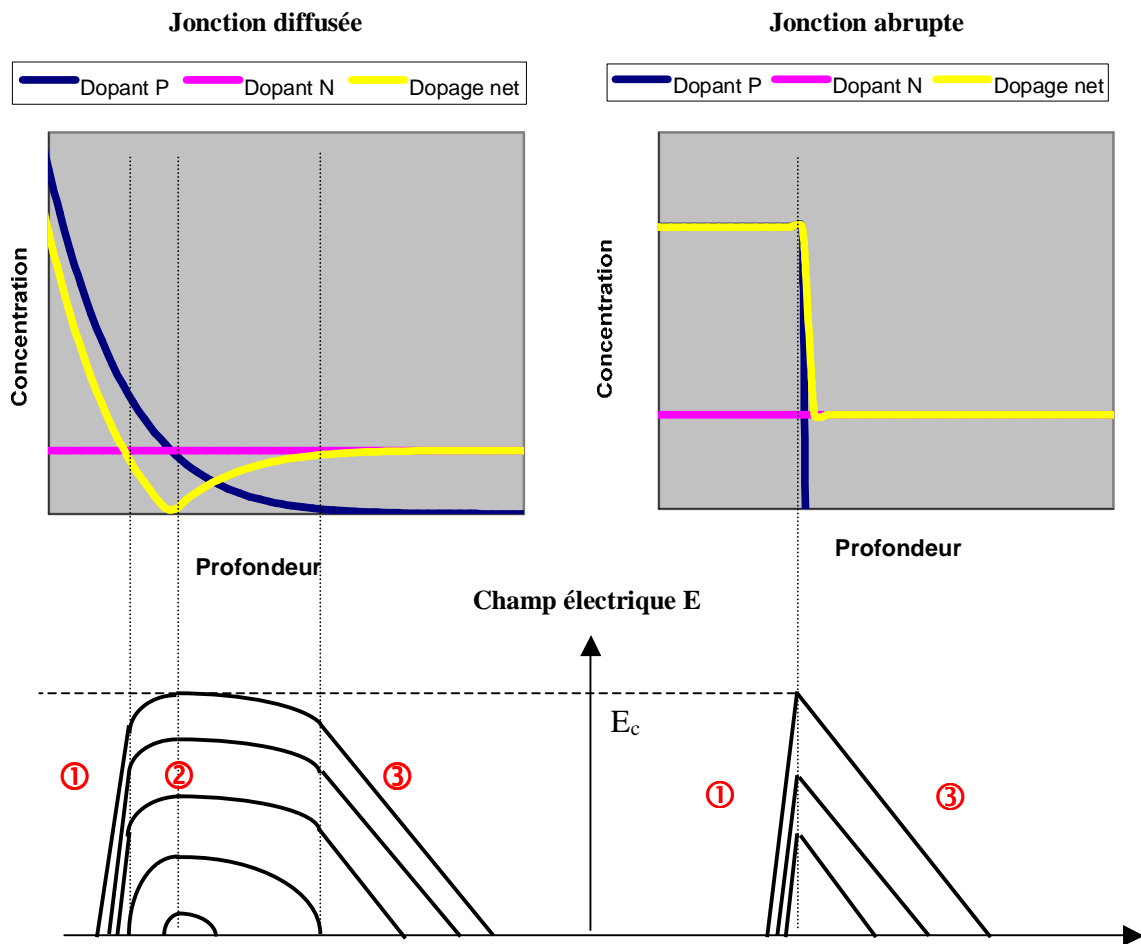 Jonction diffusée
Jonction abrupte
Dopant P Dopant N Dopage net
Dopant P Dopant N Dopage net
Concentration
Concentration
Profondeur
Profondeur
Champ électrique E
Ec
① ② ③
① ③